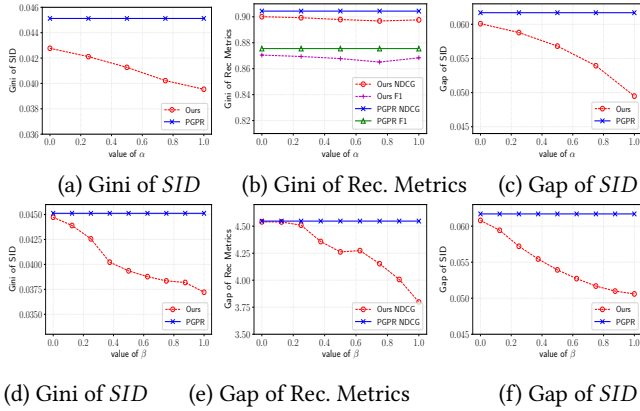 0.046
0.044
0.042
0.040
0.038
0.036
Gini of SID
Ours
PGPR
0.0 0.2 0.4 0.6 0.8 1.0
value of α
(a) Gini of SID
0.90
0.88
0.86
0.84
0.82
Gini of Rec. Metrics
Ours NDCG
Ours F1
PGPR NDCG
PGPR F1
0.0 0.2 0.4 0.6 0.8 1.0
value of α
(b) Gini of Rec. Metrics
0.060
0.055
0.050
0.045
Gap of SID
Ours
PGPR
0.0 0.2 0.4 0.6 0.8 1.0
value of α
(c) Gap of SID
0.0450
0.0425
0.0400
0.0375
0.0350
Gini of SID
Ours
PGPR
0.0 0.2 0.4 0.6 0.8 1.0
value of β
(d) Gini of SID
4.50
4.25
4.00
3.75
3.50
Gap of Rec Metrics
Ours NDCG
PGPR NDCG
0.0 0.2 0.4 0.6 0.8 1.0
value of β
(e) Gap of Rec. Metrics
0.060
0.055
0.050
0.045
Gap of SID
Ours
PGPR
0.0 0.2 0.4 0.6 0.8 1.0
value of β
(f) Gap of SID